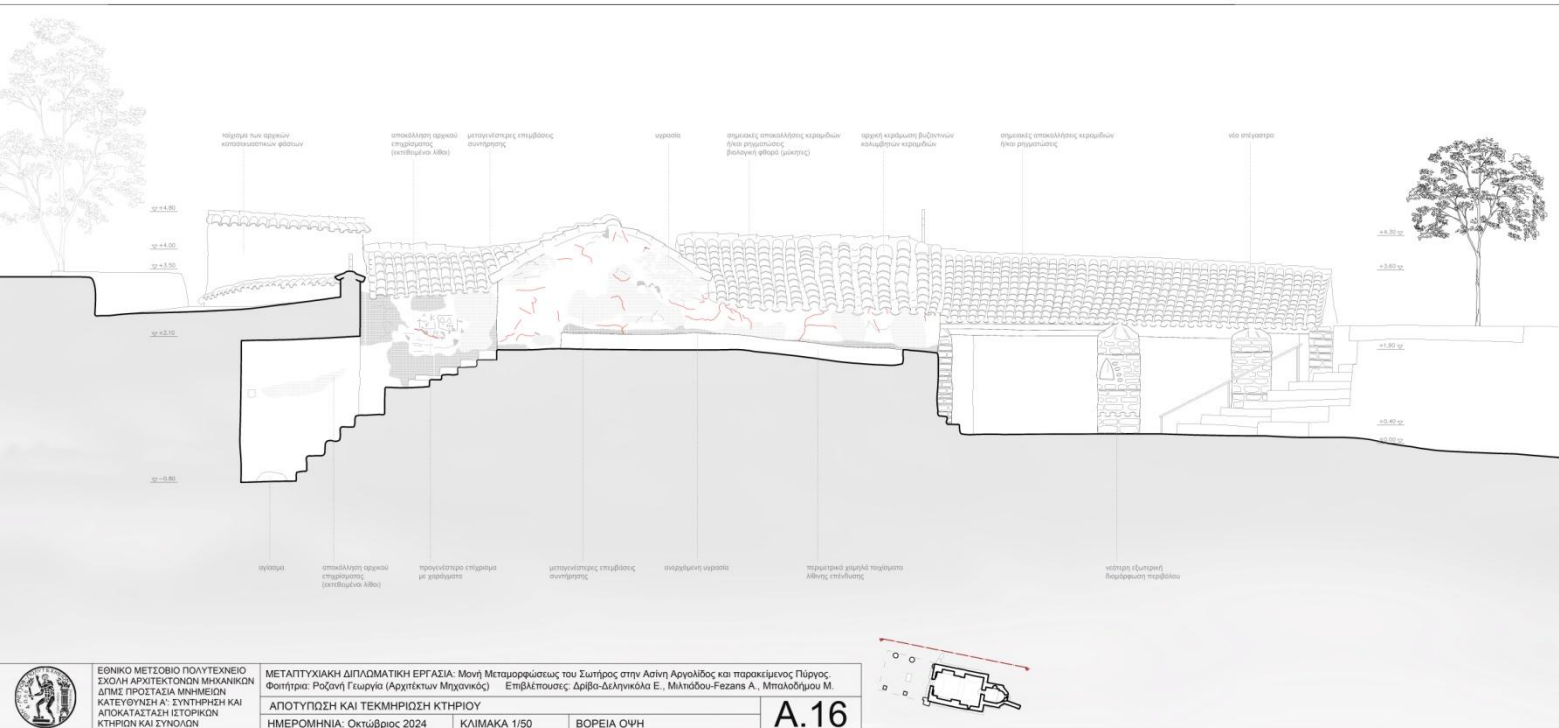 τοίχισμα των αρχικών
κατασκευαστικών φάσεων
αποκόλληση αρχικού
επιχρίσματος
(εκτεθειμένοι λίθοι)
μεταγενέστερες επεμβάσεις
συντήρησης
υγρασία
σημειακές αποκολλήσεις κεραμιδιών
ή/και ρηγματώσεις
βιολογική φθορά (μύκητες)
αρχική κεράμωση βυζαντινών
κολυμβητών κεραμιδιών
σημειακές αποκολλήσεις κεραμιδιών
ή/και ρηγματώσεις
νέο υπέγαστρο
+4.80
+4.00
+3.50
+2.10
-0.80
+4.30
+3.60
+1.80
+0.40
±0.00
αγίασμα
αποκόλληση αρχικού
επιχρίσματος
(εκτεθειμένοι λίθοι)
προγενέστερο επίχρισμα
με χαράγματα
μεταγενέστερες επεμβάσεις
συντήρησης
ανερχόμενη υγρασία
περιμετρικά χαμηλά τοιχίσματα
λίθινης επένδυσης
νεότερη εξωτερική
διαμόρφωση περιβόλου
ΕΘΝΙΚΟ ΜΕΤΣΟΒΙΟ ΠΟΛΥΤΕΧΝΕΙΟ
ΣΧΟΛΗ ΑΡΧΙΤΕΚΤΟΝΩΝ ΜΗΧΑΝΙΚΩΝ
ΔΠΜΣ ΠΡΟΣΤΑΣΙΑ ΜΝΗΜΕΙΩΝ
ΚΑΤΕΥΘΥΝΣΗ Α': ΣΥΝΤΗΡΗΣΗ ΚΑΙ
ΑΠΟΚΑΤΑΣΤΑΣΗ ΙΣΤΟΡΙΚΩΝ
ΚΤΗΡΙΩΝ ΚΑΙ ΣΥΝΟΛΩΝ
ΜΕΤΑΠΤΥΧΙΑΚΗ ΔΙΠΛΩΜΑΤΙΚΗ ΕΡΓΑΣΙΑ: Μονή Μεταμορφώσεως του Σωτήρος στην Ασίνη Αργολίδος και παρακείμενος Πύργος.
Φοιτήτρια: Ροζανή Γεωργία (Αρχιτέκτων Μηχανικός) Επιβλέπουσες: Δρίβα-Δεληνικόλα Ε., Μιλτιάδου-Fezans Α., Μπαλοδήμου Μ.
ΑΠΟΤΥΠΩΣΗ ΚΑΙ ΤΕΚΜΗΡΙΩΣΗ ΚΤΗΡΙΟΥ
ΗΜΕΡΟΜΗΝΙΑ: Οκτώβριος 2024 ΚΛΙΜΑΚΑ 1/50 ΒΟΡΕΙΑ ΟΨΗ
A.16